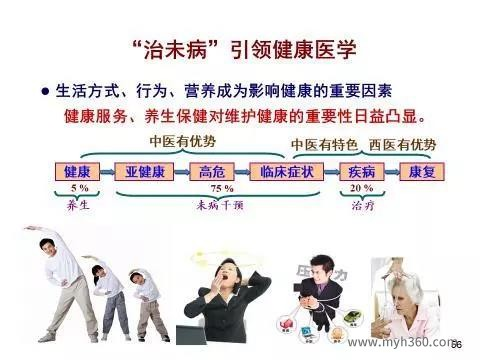 “治未病”引领健康医学
● 生活方式、行为、营养成为影响健康的重要因素
健康服务、养生保健对维护健康的重要性日益凸显。
中医有优势 中医有特色 西医有优势
健康 亚健康 高危 临床症状 疾病 康复
5 % 75 % 20 %
养生 未病干预 治疗
压 力
www.myh360.com
56